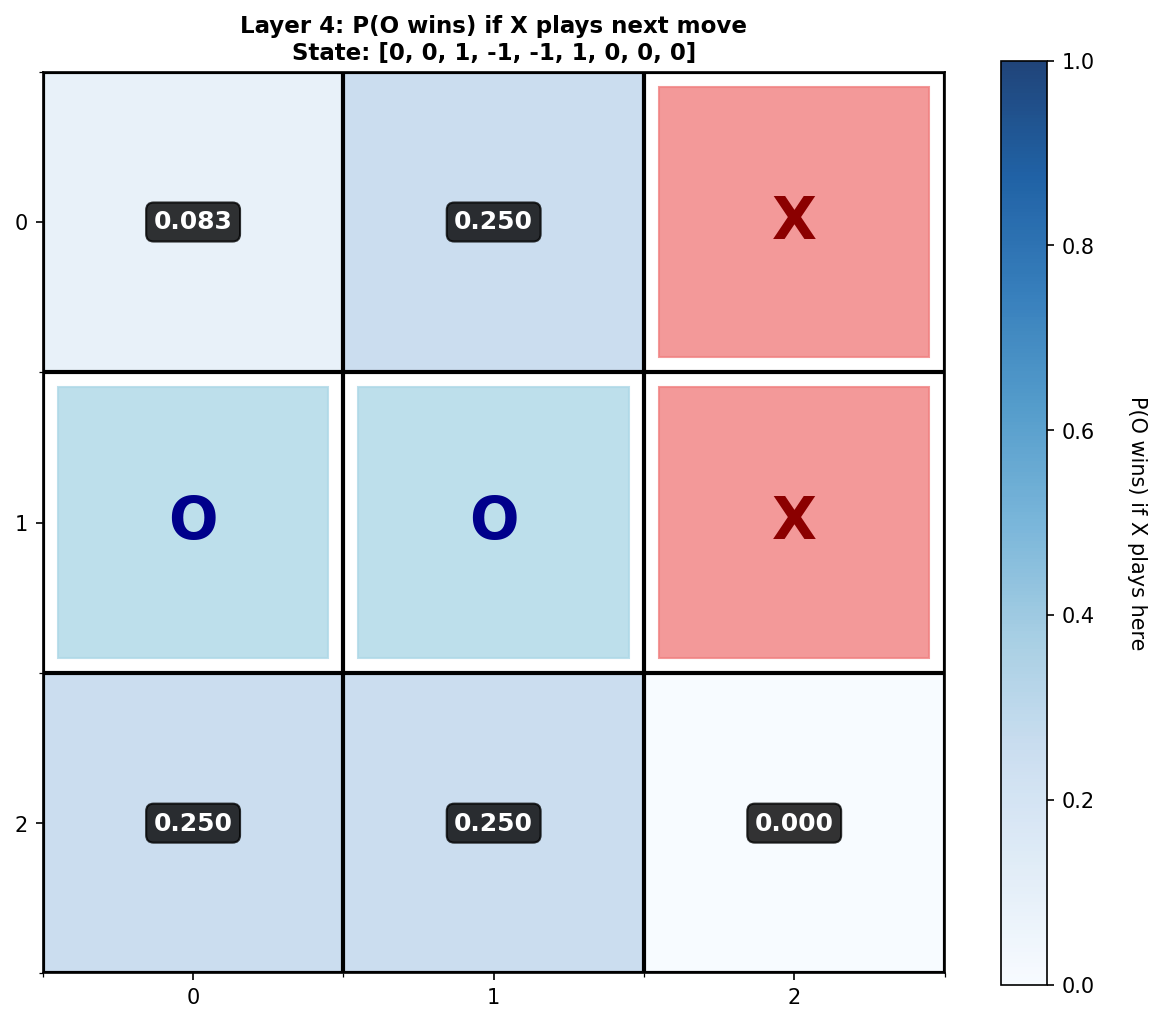 Layer 4: P(O wins) if X plays next move
State: [0, 0, 1, -1, -1, 1, 0, 0, 0]
0.083
0.250
X
O
O
X
0.250
0.250
0.000
0
1
2
0
1
2
1.0
0.8
0.6
0.4
0.2
0.0
P(O wins) if X plays here